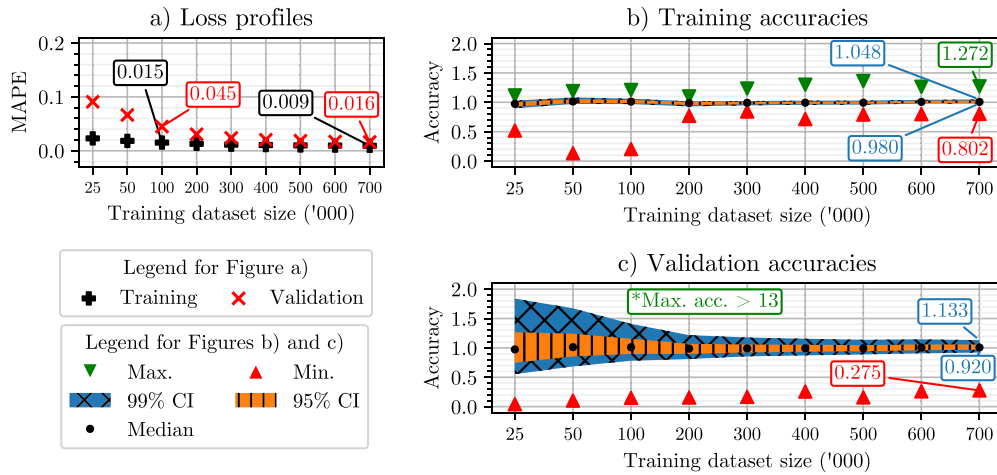 a) Loss profiles
MAPE
0.2
0.1
0.0
0.015
0.045
0.009
0.016
25 50 100 200 300 400 500 600 700
Training dataset size ('000)
b) Training accuracies
Accuracy
2.0
1.5
1.0
0.5
0.0
1.048
1.272
0.980
0.802
25 50 100 200 300 400 500 600 700
Training dataset size ('000)
Legend for Figure a)
Training Validation
Legend for Figures b) and c)
Max. Min.
99% CI 95% CI
Median
c) Validation accuracies
Accuracy
2.0
1.5
1.0
0.5
0.0
*Max. acc. > 13
1.133
0.275
0.920
25 50 100 200 300 400 500 600 700
Training dataset size ('000)